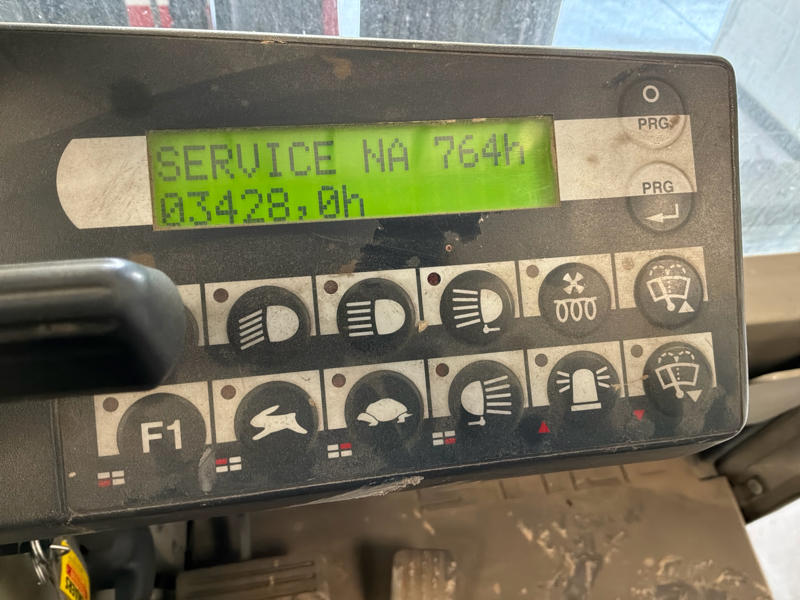 SERVICE NA 764h
03428,0h
PRG
PRG
F1